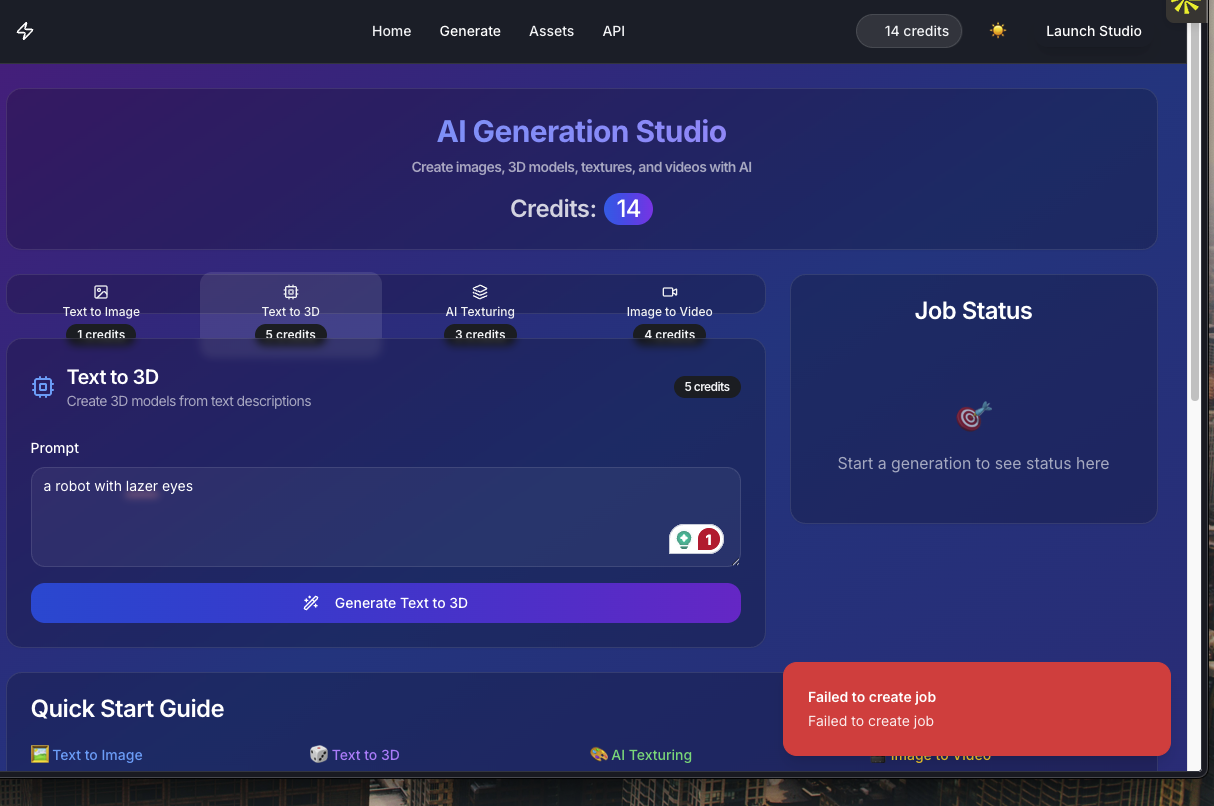 Home Generate Assets API 14 credits Launch Studio
AI Generation Studio
Create images, 3D models, textures, and videos with AI
Credits: 14
Text to Image Text to 3D AI Texturing Image to Video
1 credits 5 credits 3 credits 4 credits
Job Status
Text to 3D
Create 3D models from text descriptions
5 credits
Prompt
a robot with lazer eyes
1
Generate Text to 3D
Start a generation to see status here
Quick Start Guide
Text to Image Text to 3D AI Texturing Image to Video
Failed to create job
Failed to create job